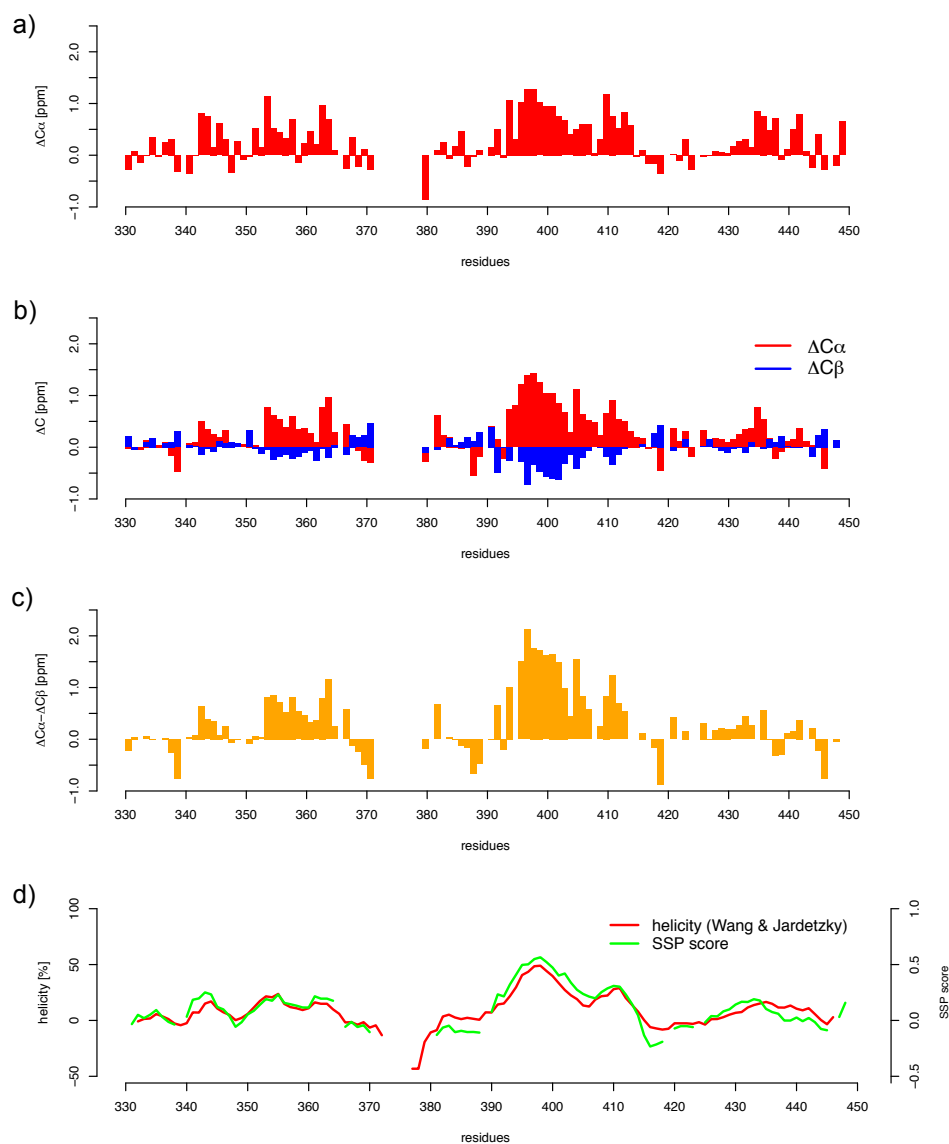 a)
ΔCα [ppm]
2.0
1.0
0.0
−1.0
330 340 350 360 370 380 390 400 410 420 430 440 450
residues
b)
ΔC [ppm]
2.0
1.0
0.0
−1.0
ΔCα
ΔCβ
330 340 350 360 370 380 390 400 410 420 430 440 450
residues
c)
ΔCα−ΔCβ [ppm]
2.0
1.0
0.0
−1.0
330 340 350 360 370 380 390 400 410 420 430 440 450
residues
d)
helicity [%]
100
50
0
−50
helicity (Wang & Jardetzky)
SSP score
1.0
0.5
0.0
−0.5
SSP score
330 340 350 360 370 380 390 400 410 420 430 440 450
residues